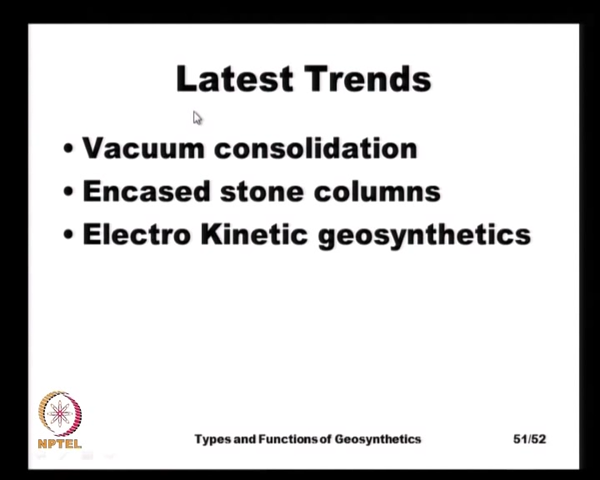 Latest Trends
• Vacuum consolidation
• Encased stone columns
• Electro Kinetic geosynthetics
NPTEL
Types and Functions of Geosynthetics
51/52